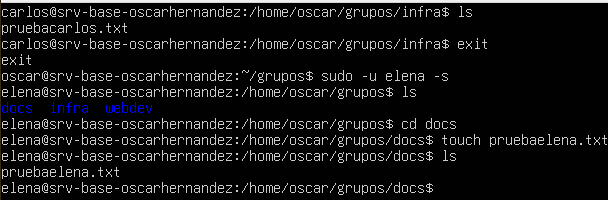 carlos@srv-base-oscarhernandez:/home/oscar/grupos/infra$ ls
pruebacarlos.txt
carlos@srv-base-oscarhernandez:/home/oscar/grupos/infra$ exit
exit
oscar@srv-base-oscarhernandez:~/grupos$ sudo -u elena -s
elena@srv-base-oscarhernandez:/home/oscar/grupos$ ls
docs infra webdev
elena@srv-base-oscarhernandez:/home/oscar/grupos$ cd docs
elena@srv-base-oscarhernandez:/home/oscar/grupos/docs$ touch pruebaelena.txt
elena@srv-base-oscarhernandez:/home/oscar/grupos/docs$ ls
pruebaelena.txt
elena@srv-base-oscarhernandez:/home/oscar/grupos/docs$